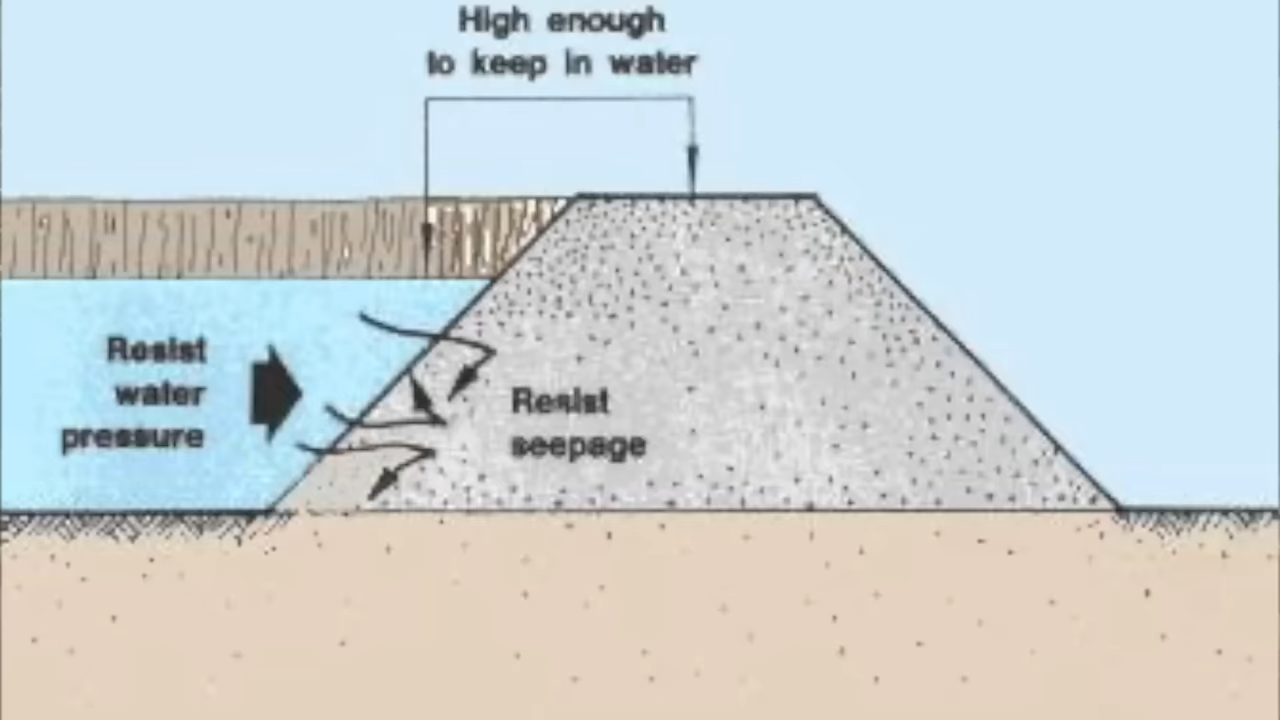 High enough
to keep in water
Resist
water
pressure
Resist
seepage